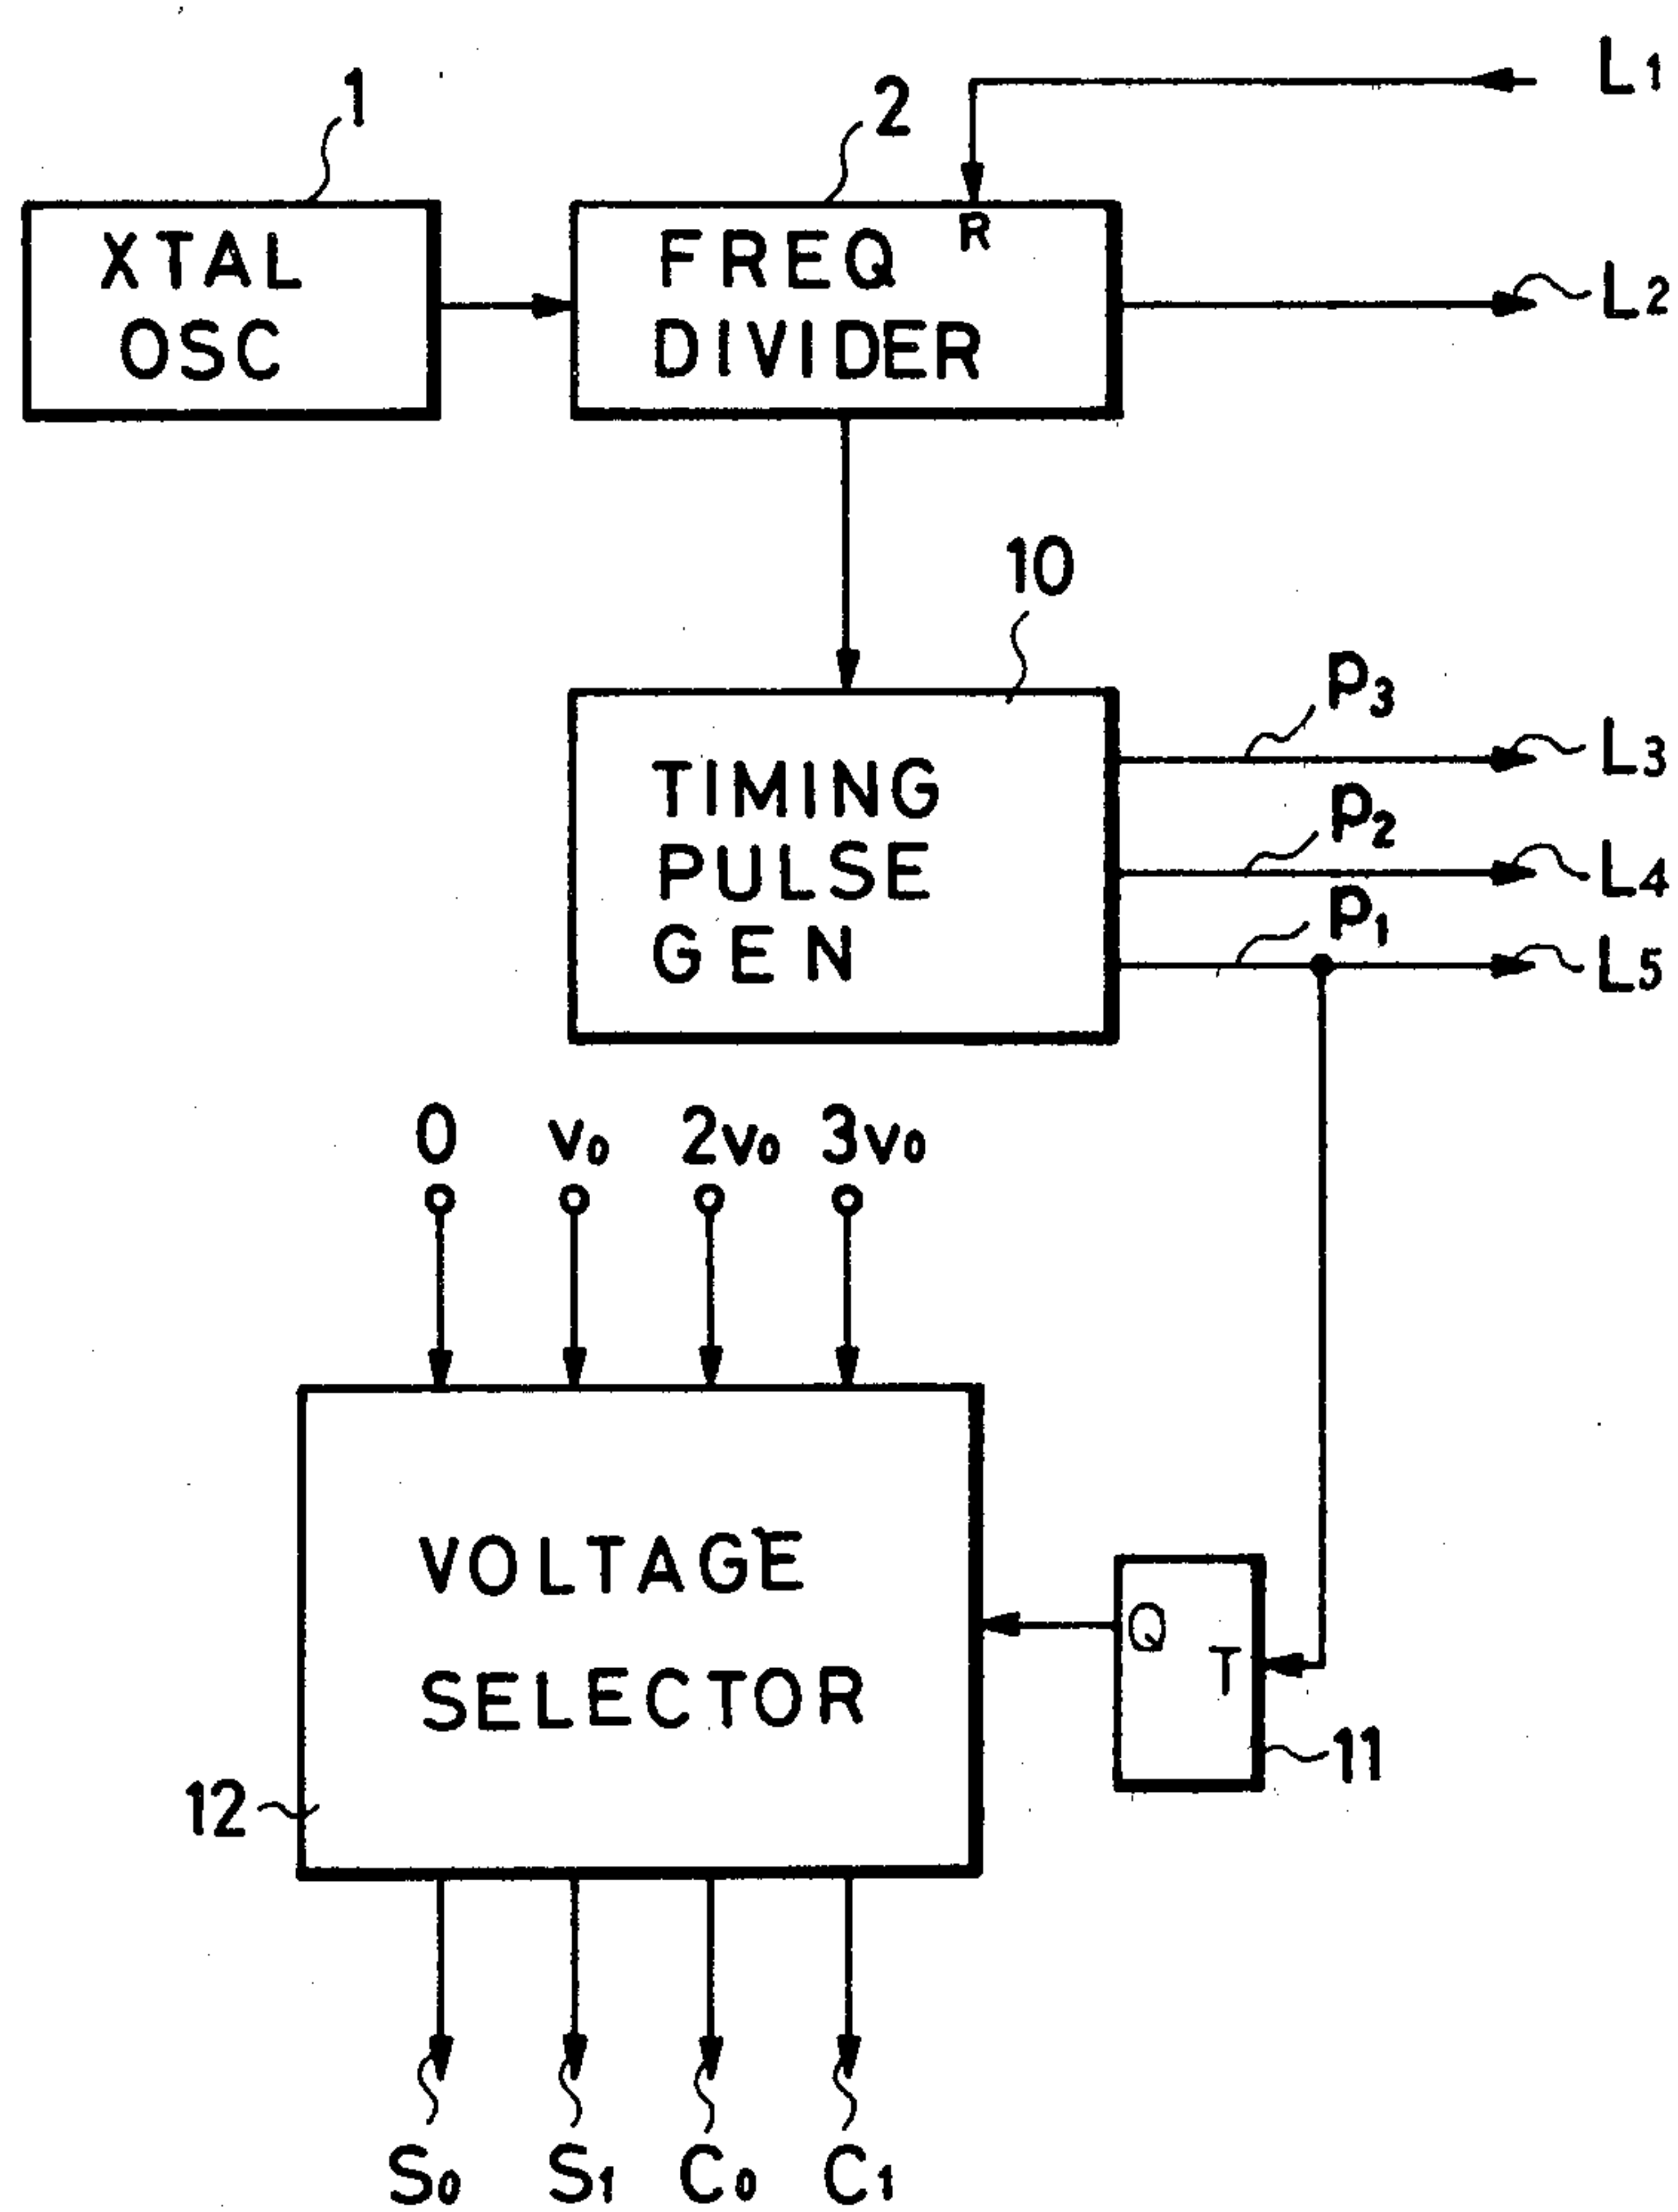 L1
1
2
R
XTAL
OSC
FREQ
DIVIDER
L2
10
P3
L3
TIMING
PULSE
GEN
P2
L4
P1
L5
0
v0
2v0
3v0
VOLTAGE
SELECTOR
Q
T
11
12
S0
S1
C0
C1